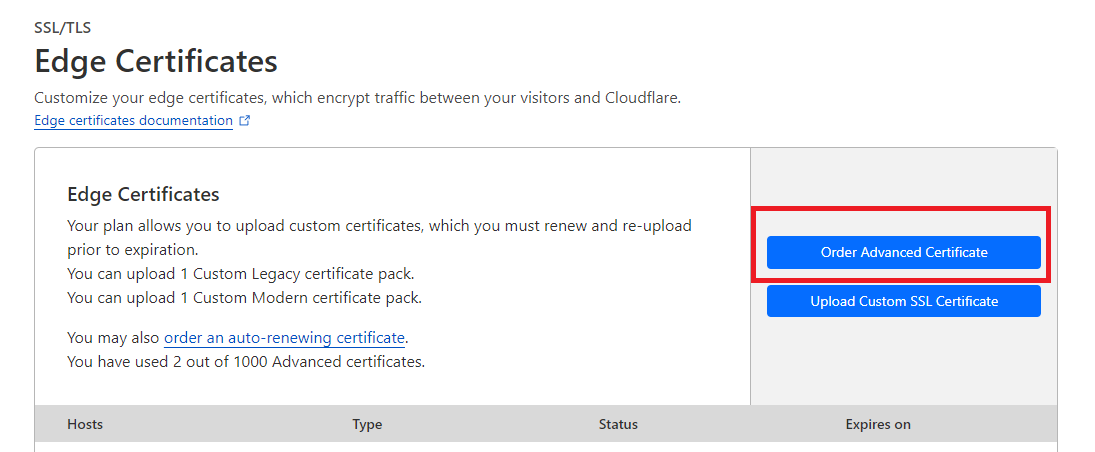 SSL/TLS
Edge Certificates
Customize your edge certificates, which encrypt traffic between your visitors and Cloudflare.
Edge certificates documentation
Edge Certificates
Your plan allows you to upload custom certificates, which you must renew and re-upload
prior to expiration.
You can upload 1 Custom Legacy certificate pack.
You can upload 1 Custom Modern certificate pack.
You may also order an auto-renewing certificate.
You have used 2 out of 1000 Advanced certificates.
Order Advanced Certificate
Upload Custom SSL Certificate
Hosts Type Status Expires on